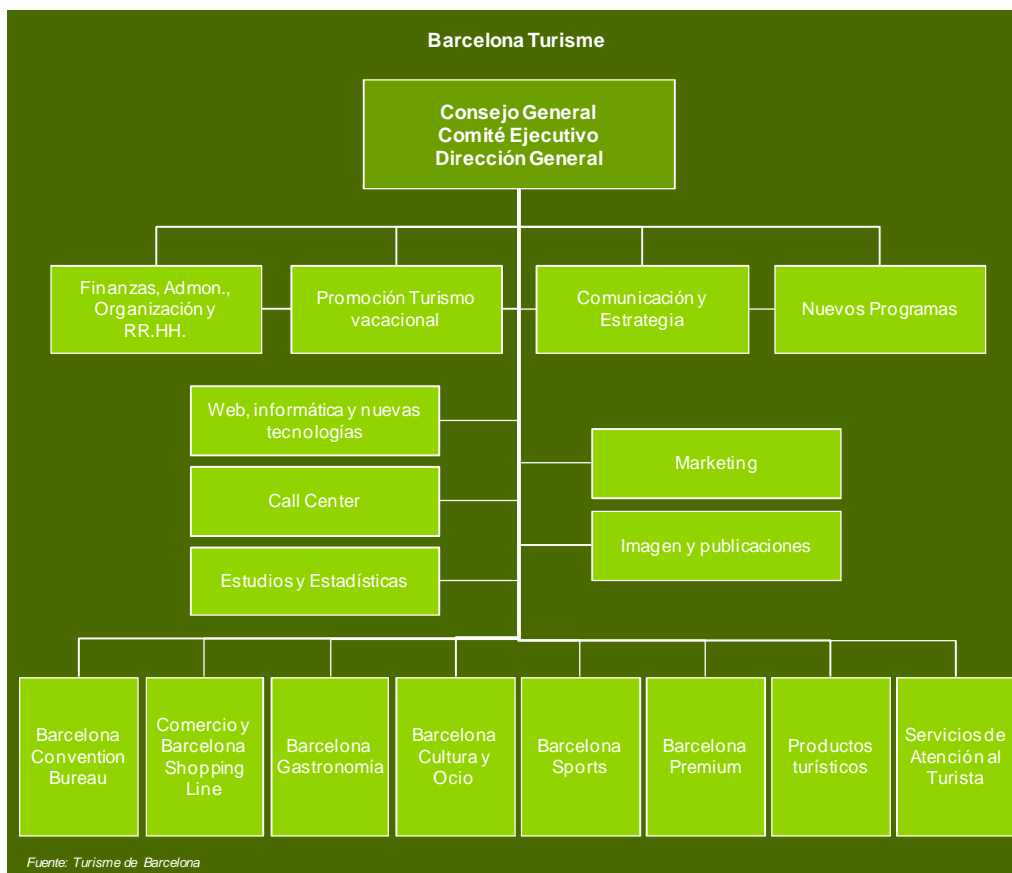 Barcelona Turisme
Consejo General
Comité Ejecutivo
Dirección General
Finanzas, Admon.,
Organización y
RR.HH.
Promoción Turismo
vacacional
Comunicación y
Estrategia
Nuevos Programas
Web, informática y nuevas
tecnologías
Marketing
Call Center
Imagen y publicaciones
Estudios y Estadísticas
Barcelona
Convention
Bureau
Comercio y
Barcelona
Shopping
Line
Barcelona
Gastronomía
Barcelona
Cultura y
Ocio
Barcelona
Sports
Barcelona
Premium
Productos
turísticos
Servicios de
Atención al
Turista
Fuente: Turisme de Barcelona